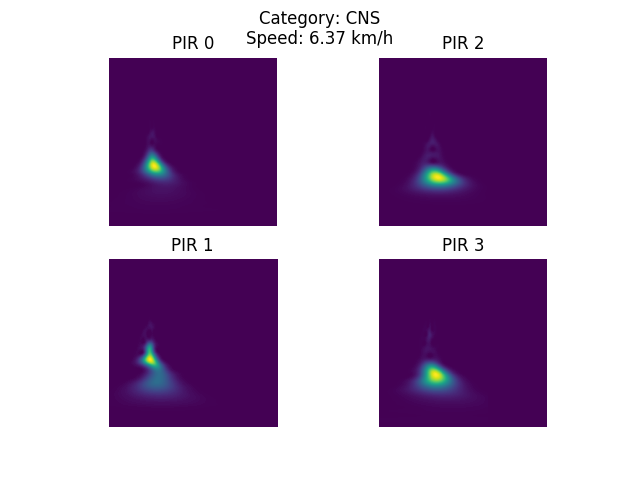 Category: CNS
Speed: 6.37 km/h
PIR 0
PIR 2
PIR 1
PIR 3